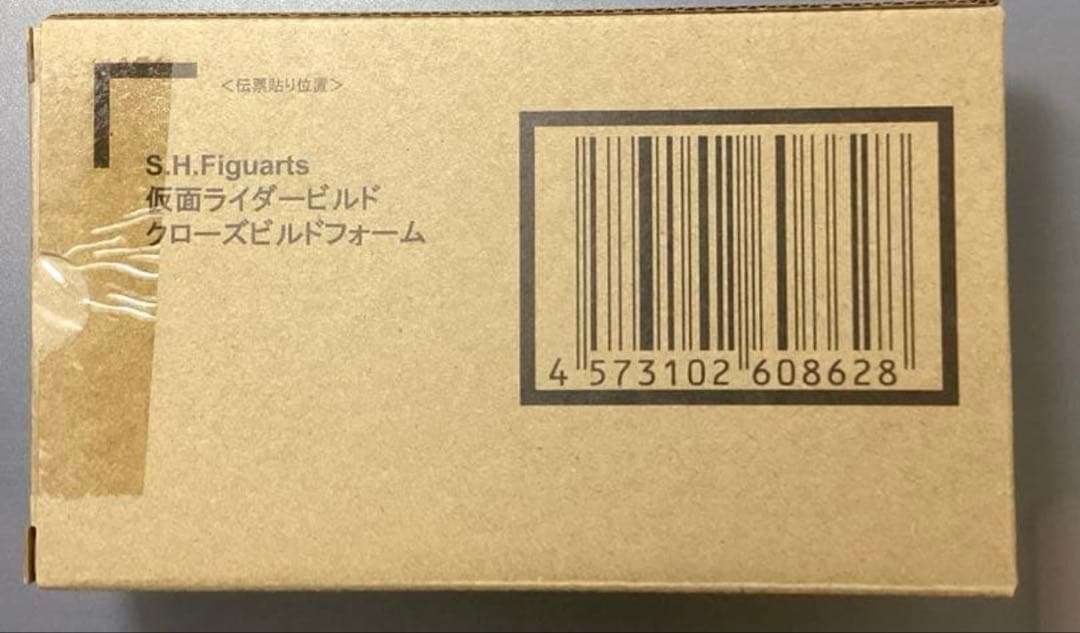 <伝票貼り位置>
S.H.Figuarts
仮面ライダービルド
クローズビルドフォーム
4 573102 608628